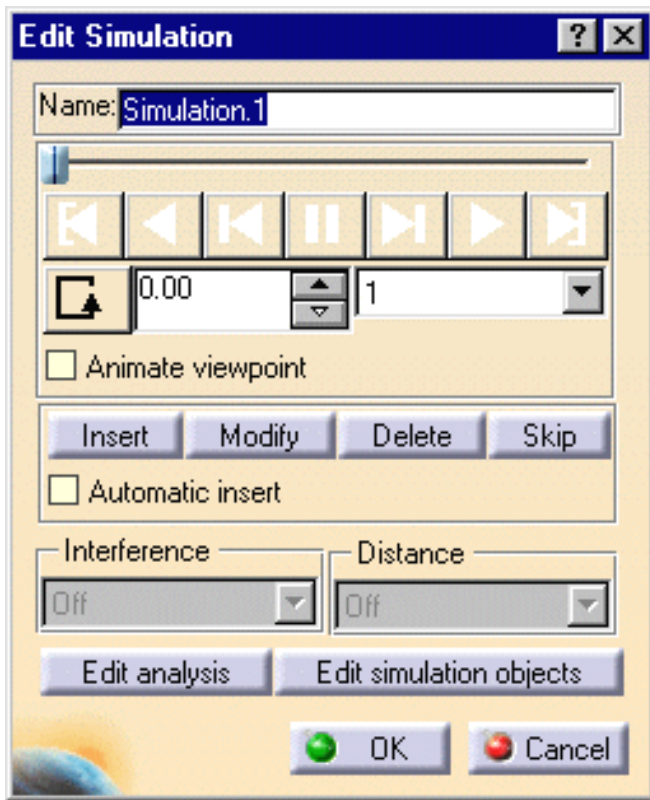 Edit Simulation
Name: Simulation.1
0.00 1
Animate viewpoint
Insert Modify Delete Skip
Automatic insert
Interference Distance
Off Off
Edit analysis Edit simulation objects
OK Cancel